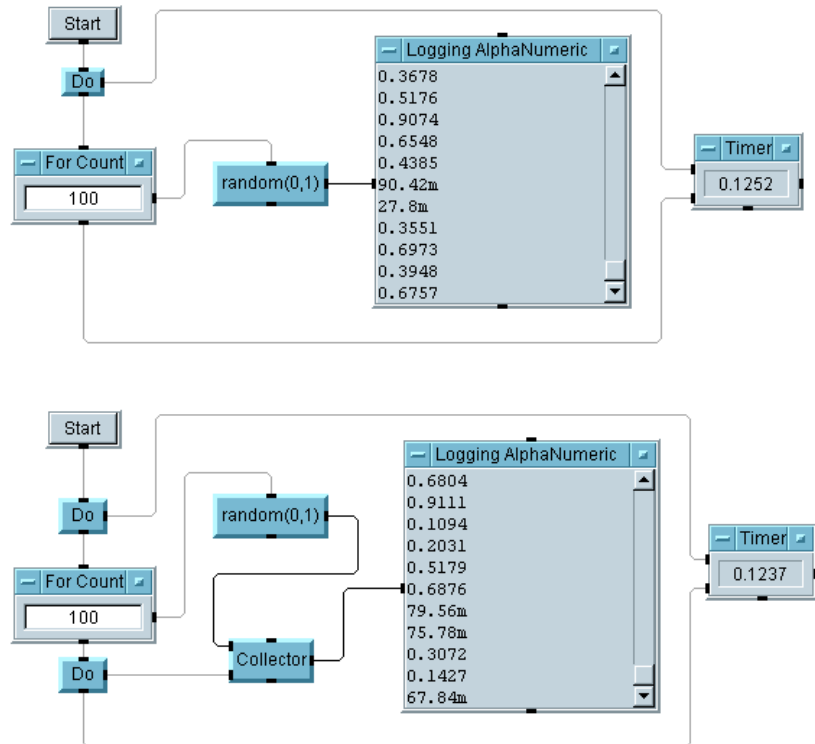 Start
Do
For Count
100
random(0,1)
Logging AlphaNumeric
0.3678
0.5176
0.9074
0.6548
0.4385
90.42m
27.8m
0.3551
0.6973
0.3948
0.6757
Timer
0.1252
Start
Do
For Count
100
Do
random(0,1)
Collector
Logging AlphaNumeric
0.6804
0.9111
0.1094
0.2031
0.5179
0.6876
79.56m
75.78m
0.3072
0.1427
67.84m
Timer
0.1237